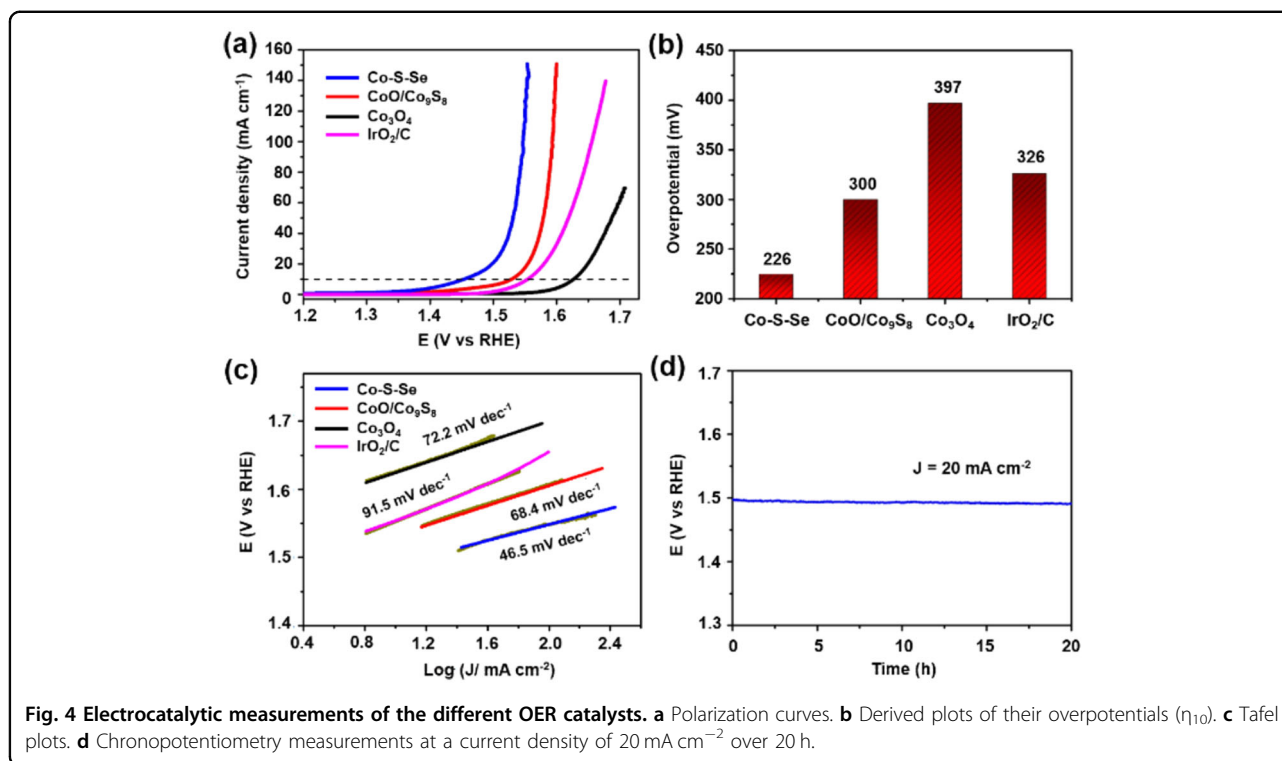 (a)
160
140
120
100
80
60
40
20
0
Current density (mA cm⁻¹)
Co-S-Se
CoO/Co₉S₈
Co₃O₄
IrO₂/C
1.2 1.3 1.4 1.5 1.6 1.7
E (V vs RHE)
(b)
450
400
350
300
250
200
Overpotential (mV)
226
300
397
326
Co-S-Se CoO/Co₉S₈ Co₃O₄ IrO₂/C
(c)
Co-S-Se
CoO/Co₉S₈
Co₃O₄
IrO₂/C
1.7
1.6
1.5
1.4
E (V vs RHE)
72.2 mV dec⁻¹
91.5 mV dec⁻¹
68.4 mV dec⁻¹
46.5 mV dec⁻¹
0.4 0.8 1.2 1.6 2.0 2.4
Log (J/ mA cm⁻²)
(d)
1.7
1.6
1.5
1.4
1.3
E (V vs RHE)
J = 20 mA cm⁻²
0 5 10 15 20
Time (h)
Fig. 4 Electrocatalytic measurements of the different OER catalysts. a Polarization curves. b Derived plots of their overpotentials (η₁₀). c Tafel
plots. d Chronopotentiometry measurements at a current density of 20 mA cm⁻² over 20 h.